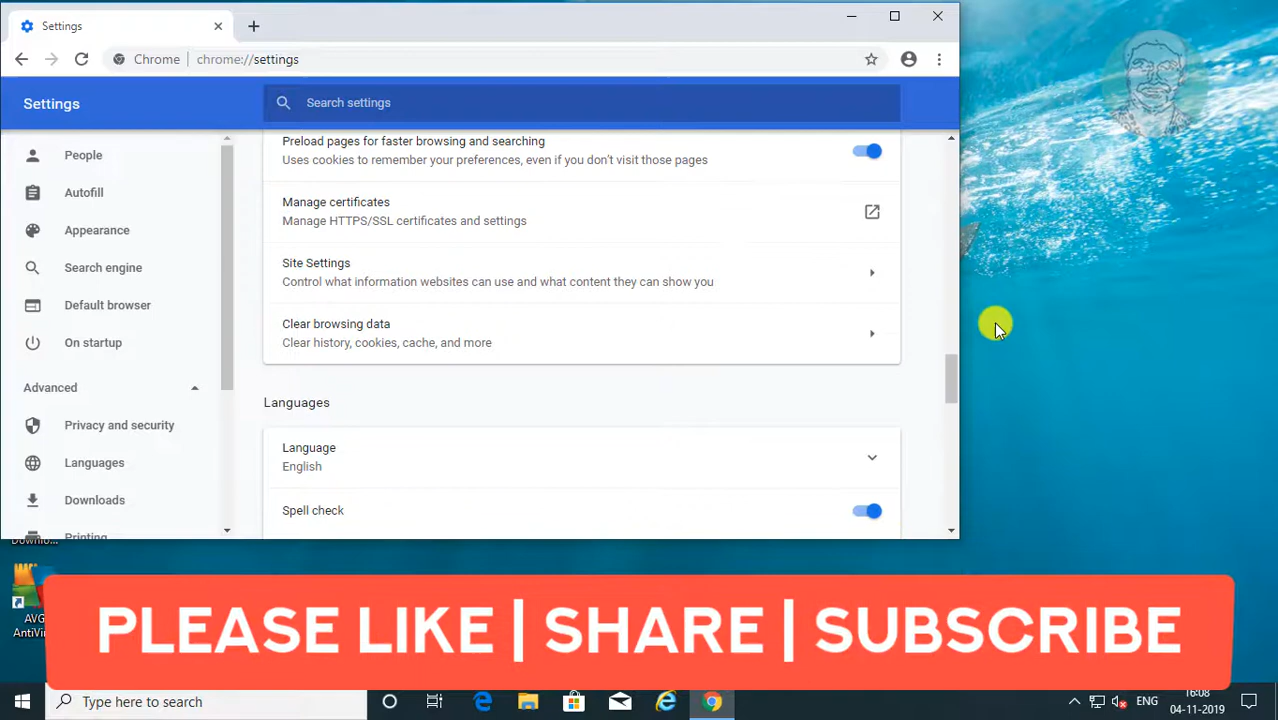 Settings
Chrome
chrome://settings
Settings
Search settings
People
Autofill
Appearance
Search engine
Default browser
On startup
Advanced
Privacy and security
Languages
Downloads
Printing
Preload pages for faster browsing and searching
Uses cookies to remember your preferences, even if you don't visit those pages
Manage certificates
Manage HTTPS/SSL certificates and settings
Site Settings
Control what information websites can use and what content they can show you
Clear browsing data
Clear history, cookies, cache, and more
Languages
Language
English
Spell check
Downlo...
AVG
AntiVi
PLEASE LIKE | SHARE | SUBSCRIBE
Type here to search
ENG
16:08
04-11-2019